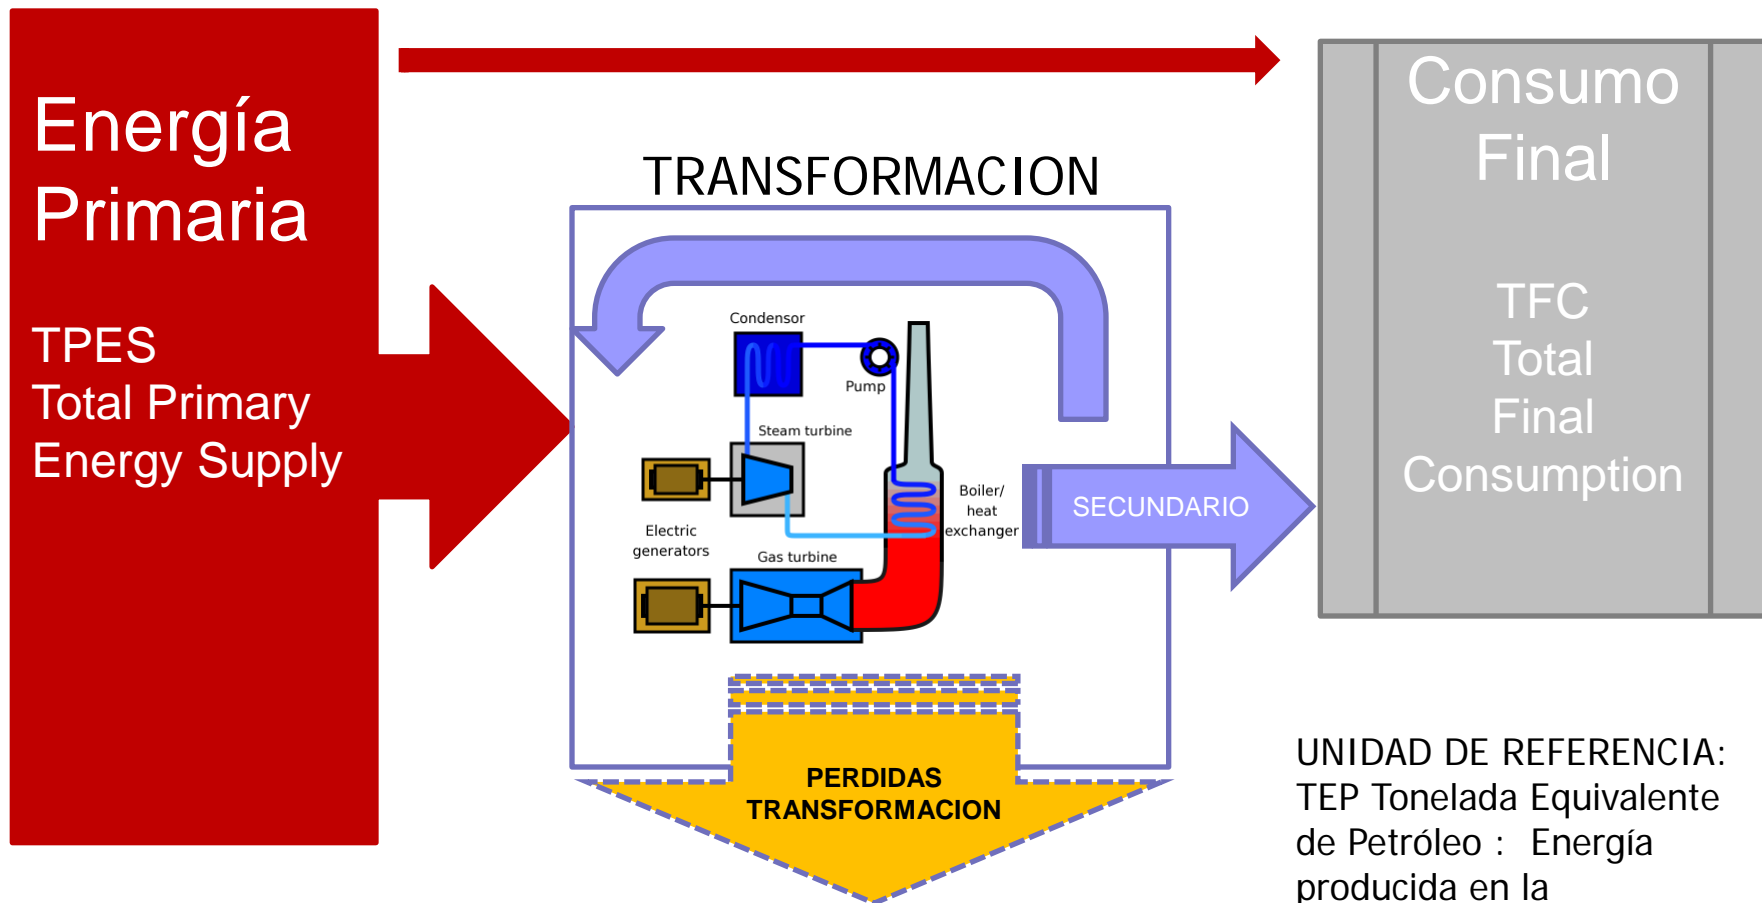 Energía
Primaria
TPES
Total Primary
Energy Supply
TRANSFORMACION
Condensor
Pump
Steam turbine
Boiler/
heat
exchanger
Electric
generators
Gas turbine
SECUNDARIO
PERDIDAS
TRANSFORMACION
Consumo
Final
TFC
Total
Final
Consumption
UNIDAD DE REFERENCIA:
TEP Tonelada Equivalente
de Petróleo : Energía
producida en la